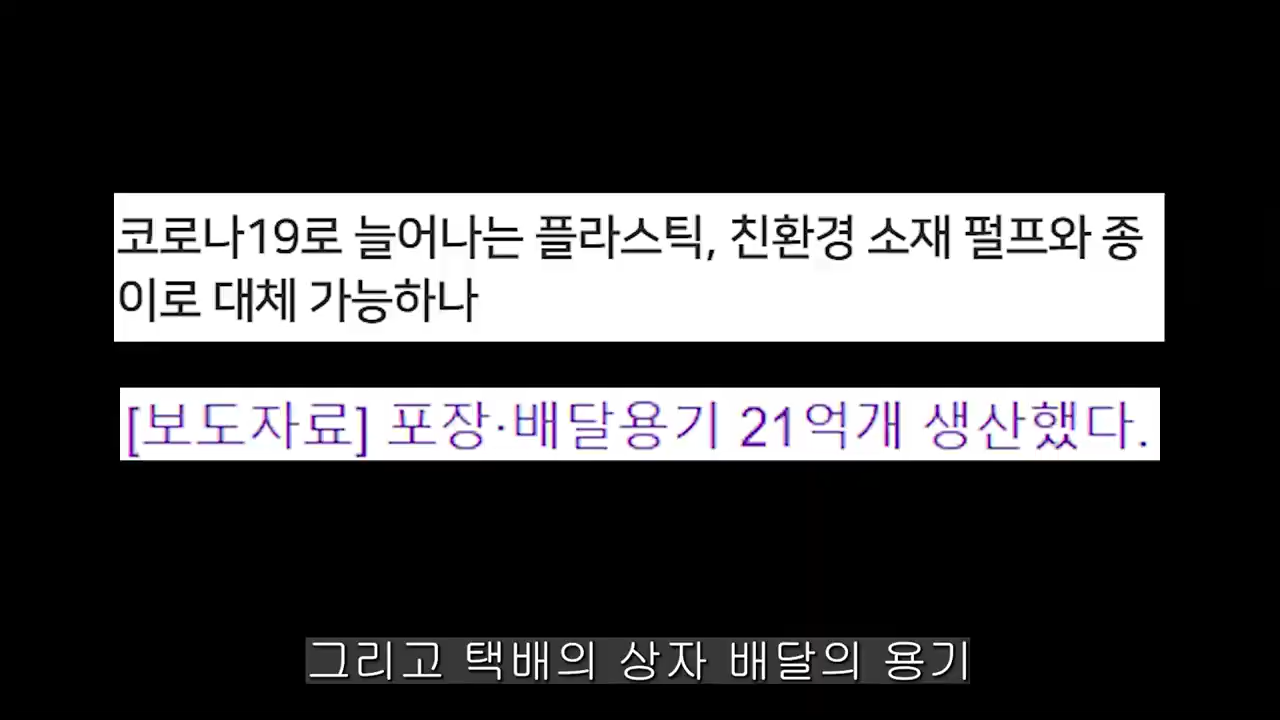 코로나19로 늘어나는 플라스틱, 친환경 소재 펄프와 종
이로 대체 가능하나
[보도자료] 포장·배달용기 21억개 생산했다.
그리고 택배의 상자 배달의 용기